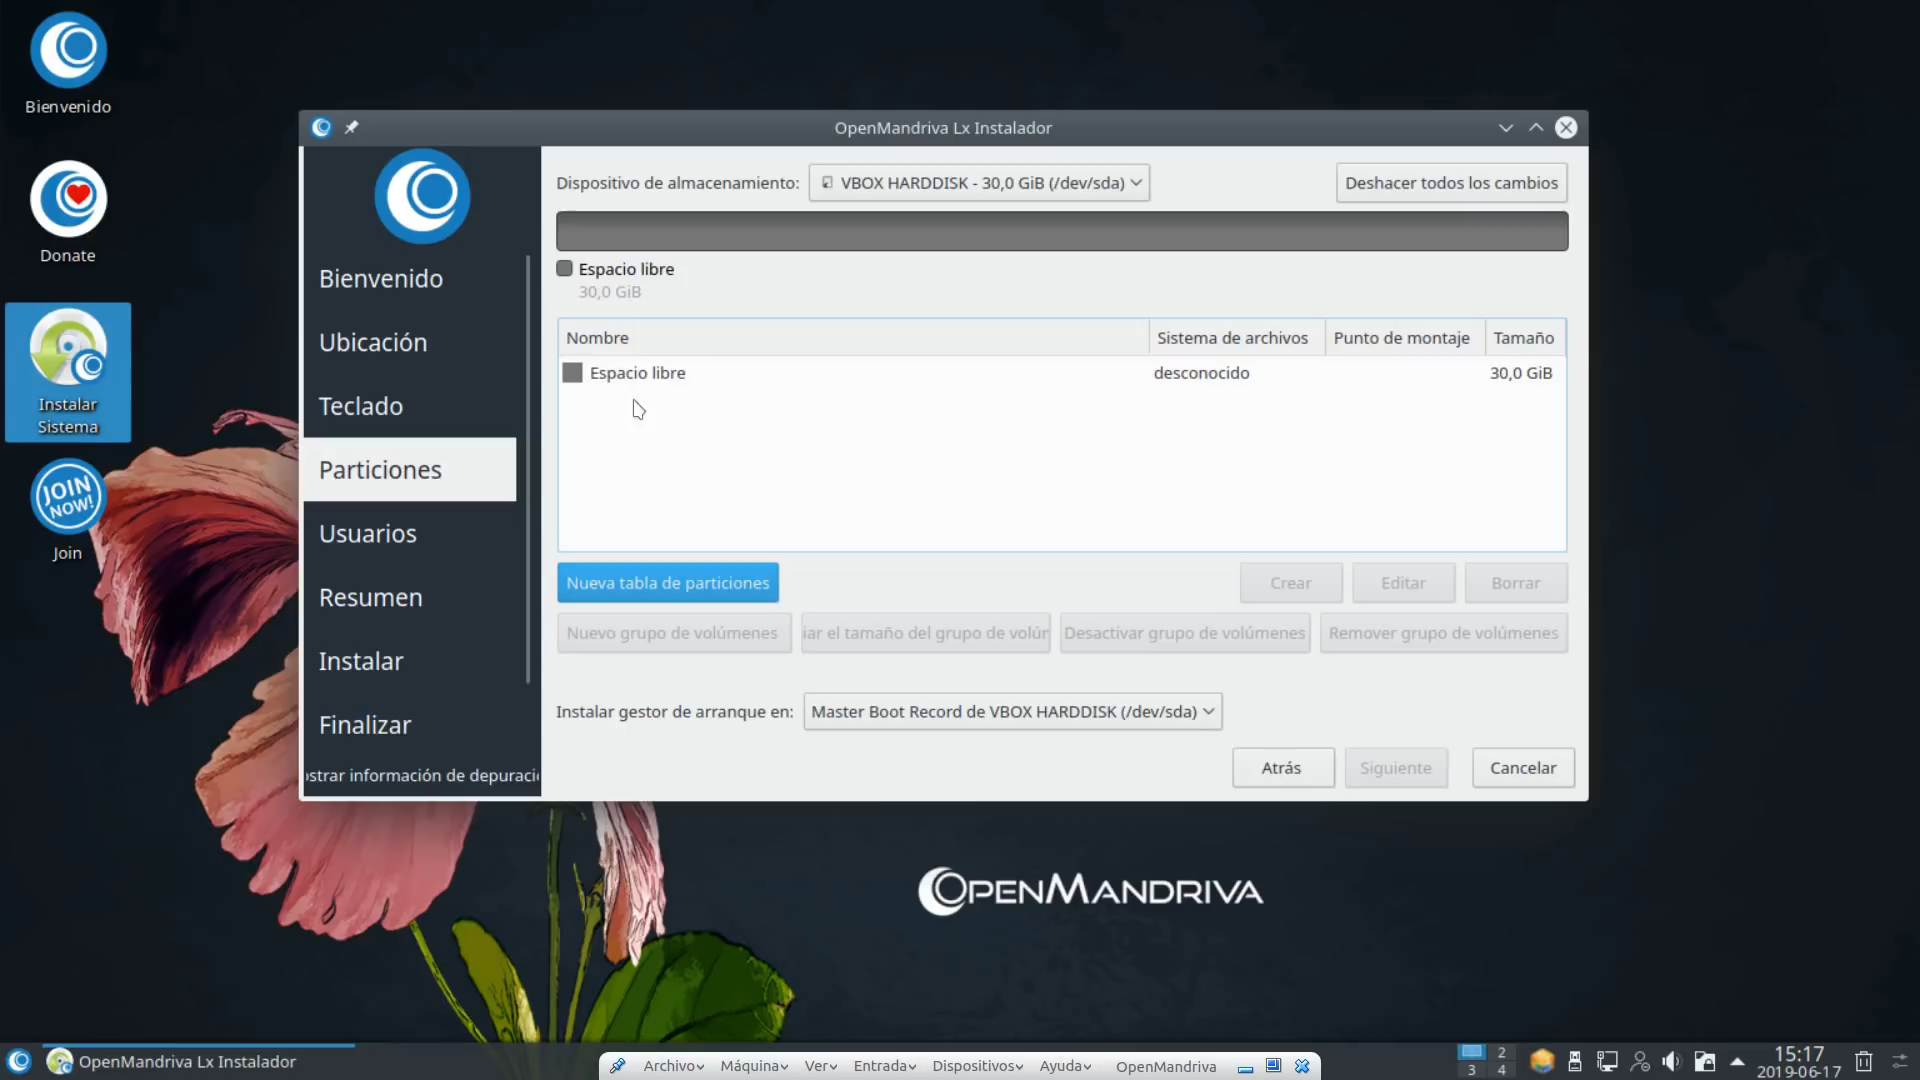 Bienvenido
Donate
Instalar
Sistema
JOIN
NOW!
Join
OpenMandriva Lx Instalador
Bienvenido
Ubicación
Teclado
Particiones
Usuarios
Resumen
Instalar
Finalizar
ostrar información de depuració
Dispositivo de almacenamiento: VBOX HARDDISK - 30,0 GiB (/dev/sda) Deshacer todos los cambios
Espacio libre
30,0 GiB
Nombre Sistema de archivos Punto de montaje Tamaño
Espacio libre desconocido 30,0 GiB
Nueva tabla de particiones Crear Editar Borrar
Nuevo grupo de volúmenes iar el tamaño del grupo de volúr Desactivar grupo de volúmenes Remover grupo de volúmenes
Instalar gestor de arranque en: Master Boot Record de VBOX HARDDISK (/dev/sda)
Atrás Siguiente Cancelar
OPENMANDRIVA
OpenMandriva Lx Instalador
Archivo Máquina Ver Entrada Dispositivos Ayuda OpenMandriva
2
3 4
15:17
2019-06-17